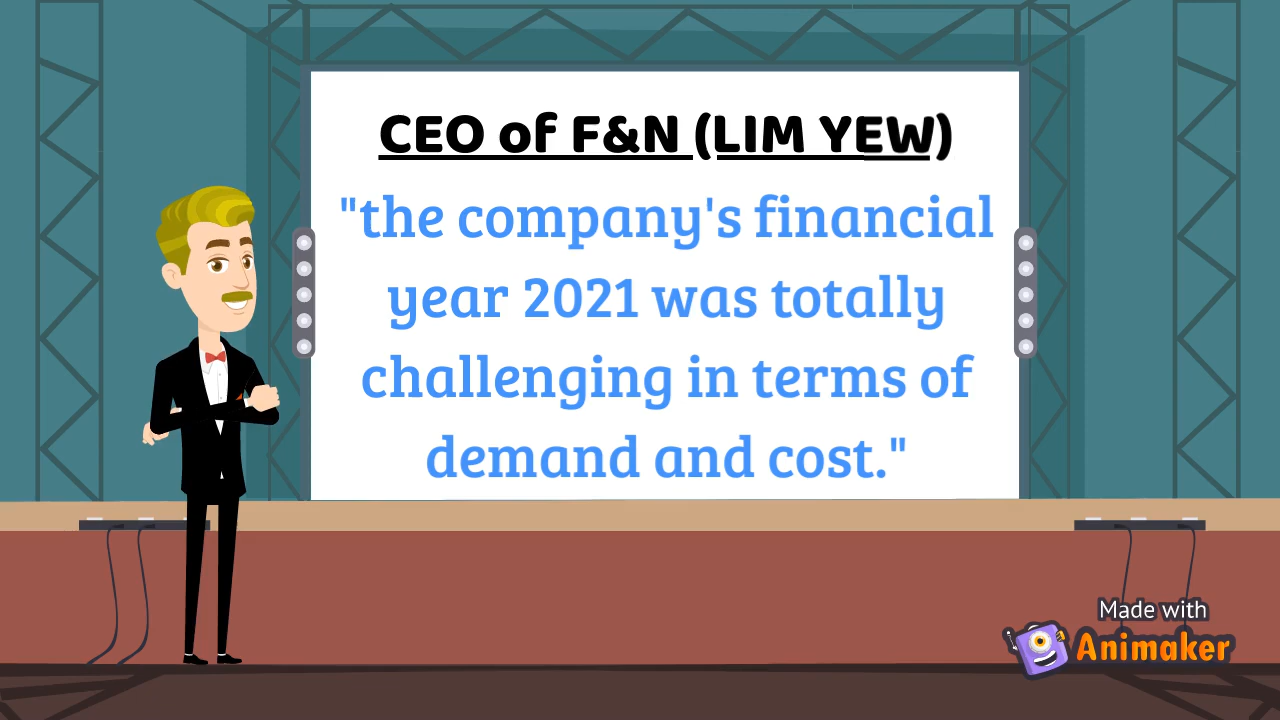 CEO of F&N (LIM YEW)
"the company's financial
year 2021 was totally
challenging in terms of
demand and cost."
Made with
Animaker